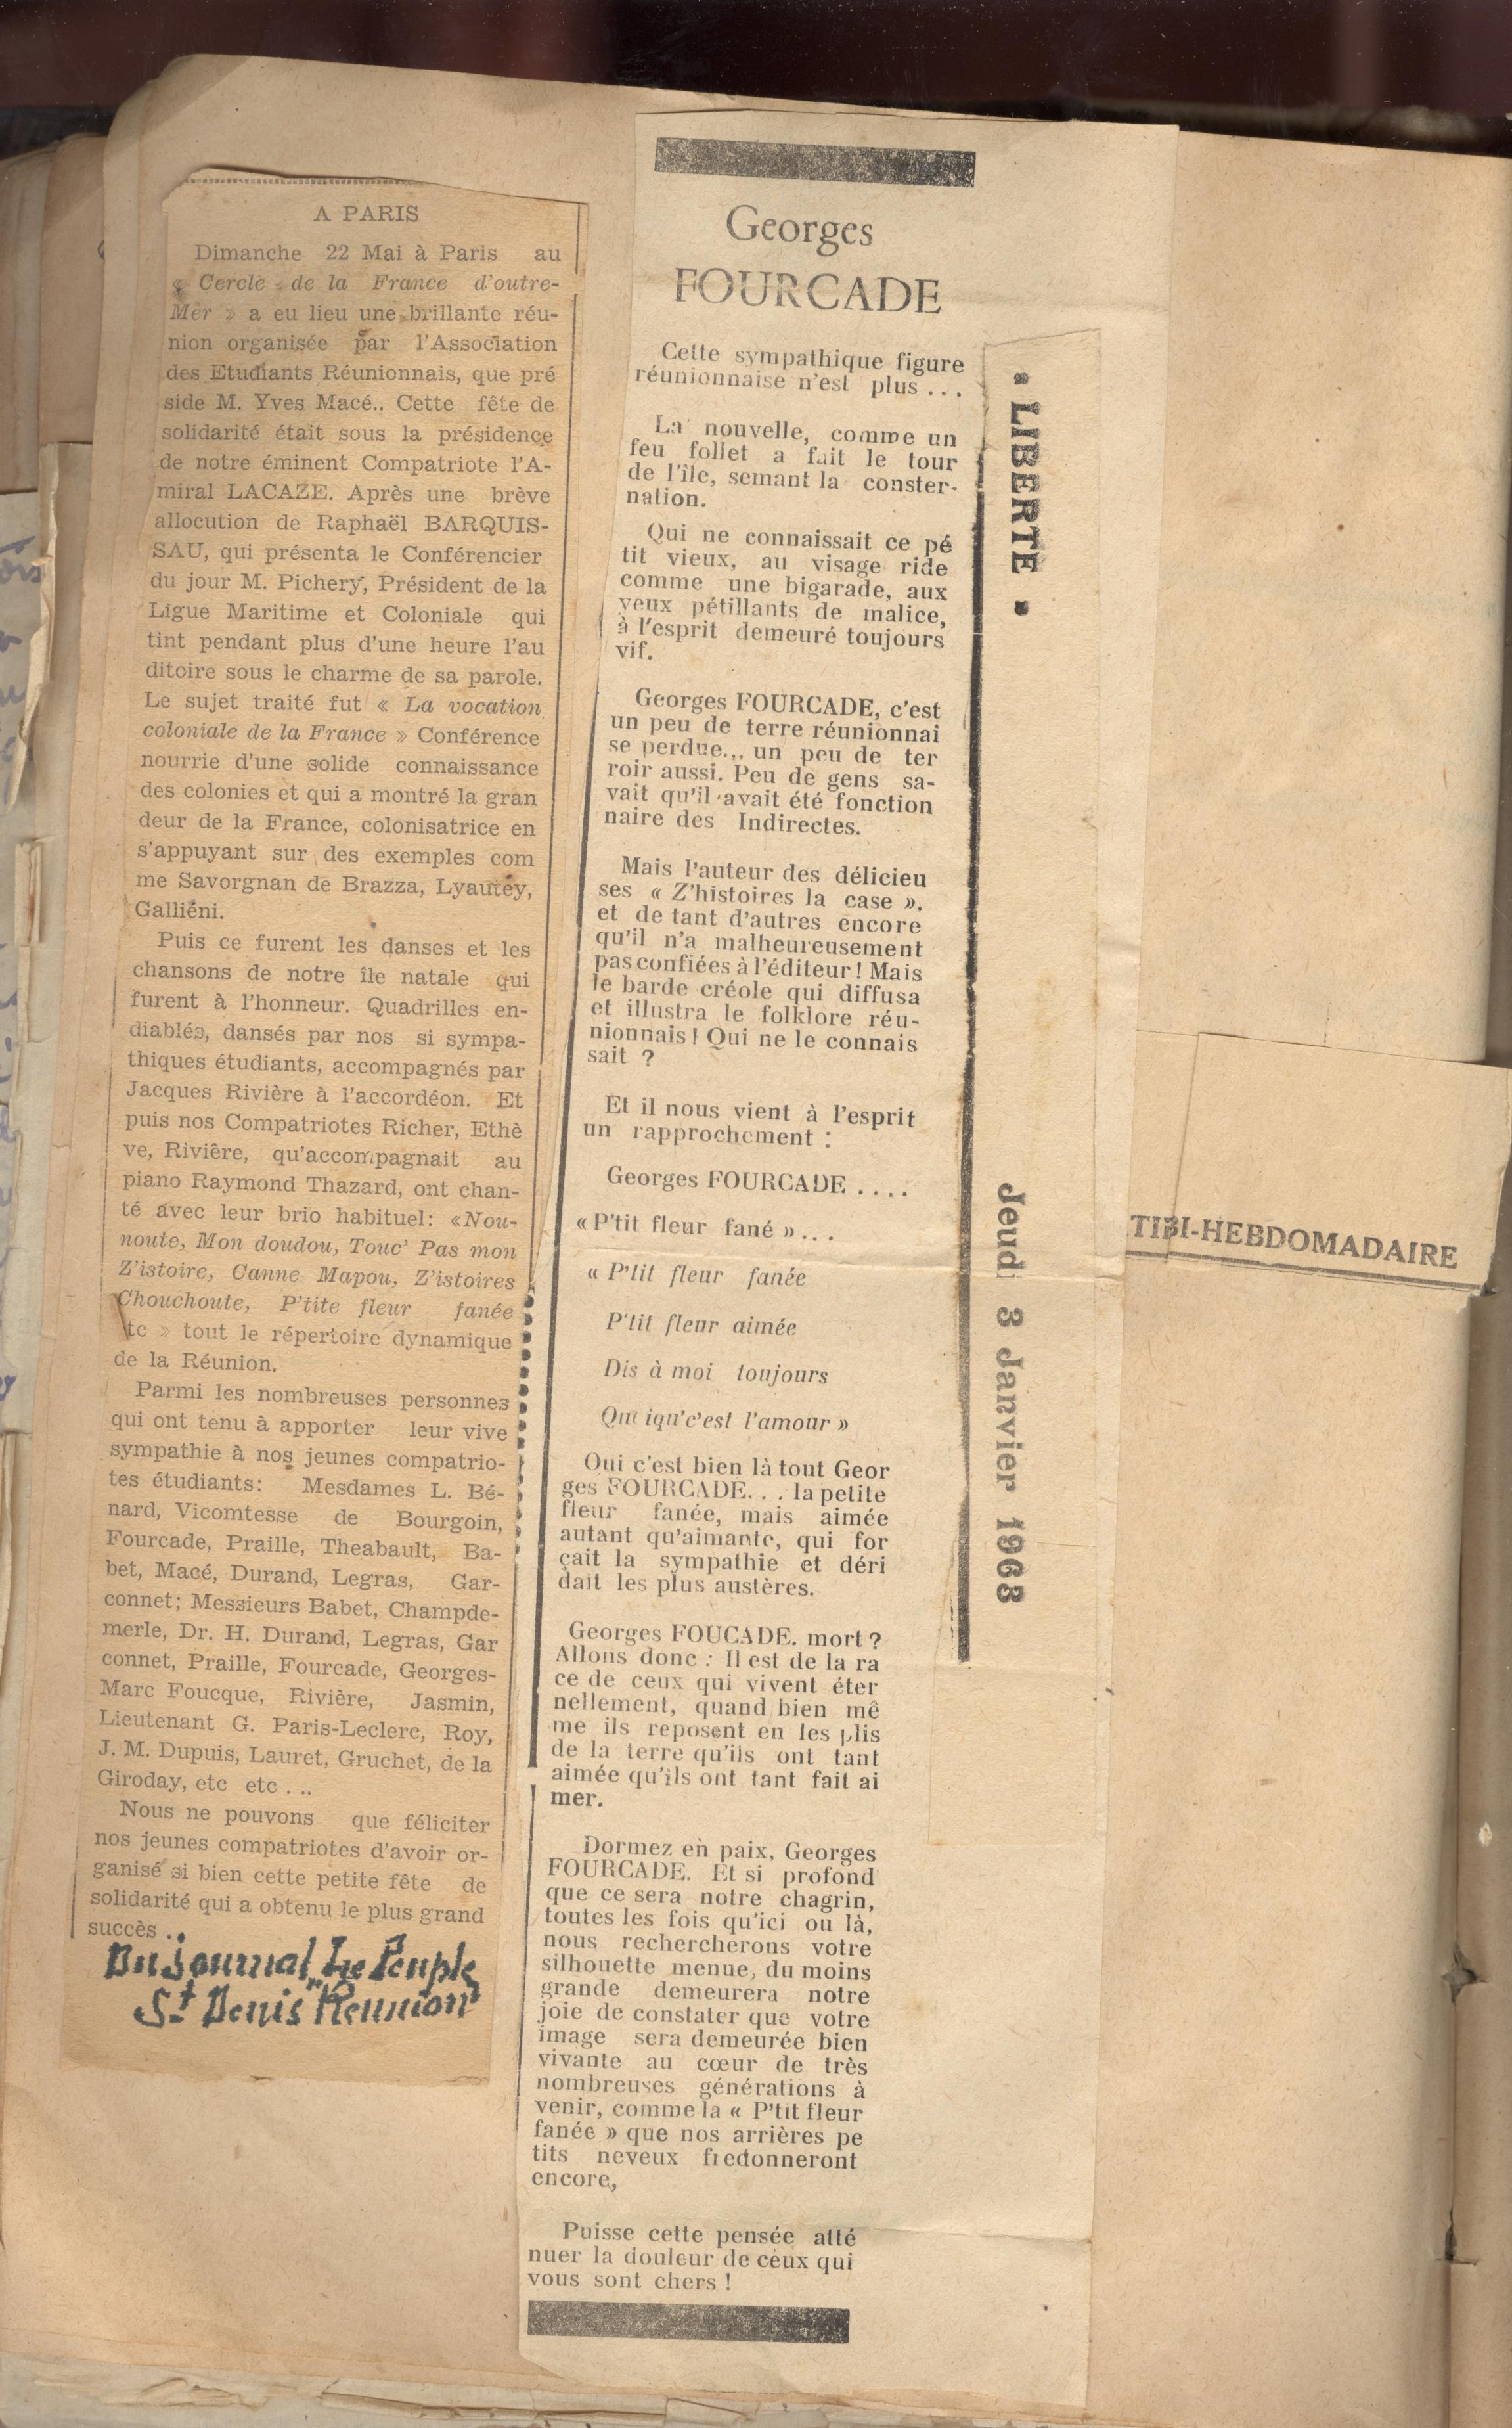 A PARIS
Dimanche 22 Mai à Paris au
« Cercle de la France d'outre-
Mer » a eu lieu une brillante réu-
nion organisée par l'Association
des Etudiants Réunionnais, que pré
side M. Yves Macé.. Cette fête de
solidarité était sous la présidence
de notre éminent Compatriote l'A-
miral LACAZE. Après une brève
allocution de Raphaël BARQUIS-
SAU, qui présenta le Conférencier
du jour M. Pichery, Président de la
Ligue Maritime et Coloniale qui
tint pendant plus d'une heure l'au
ditoire sous le charme de sa parole.
Le sujet traité fut « La vocation
coloniale de la France » Conférence
nourrie d'une solide connaissance
des colonies et qui a montré la gran
deur de la France, colonisatrice en
s'appuyant sur des exemples com
me Savorgnan de Brazza, Lyautey,
Galliéni.
Puis ce furent les danses et les
chansons de notre île natale qui
furent à l'honneur. Quadrilles en-
diablés, dansés par nos si sympa-
thiques étudiants, accompagnés par
Jacques Rivière à l'accordéon. Et
puis nos Compatriotes Richer, Ethè
ve, Rivière, qu'accompagnait au
piano Raymond Thazard, ont chan-
té avec leur brio habituel: «Nou-
noute, Mon doudou, Touc' Pas mon
Z'istoire, Canne Mapou, Z'istoires
Chouchoute, P'tite fleur fanée
tc » tout le répertoire dynamique
de la Réunion.
Parmi les nombreuses personnes
qui ont tenu à apporter leur vive
sympathie à nos jeunes compatrio-
tes étudiants: Mesdames L. Bé-
nard, Vicomtesse de Bourgoin,
Fourcade, Praille, Theabault, Ba-
bet, Macé, Durand, Legras, Gar-
connet; Messieurs Babet, Champde-
merle, Dr. H. Durand, Legras, Gar
connet, Praille, Fourcade, Georges-
Marc Foucque, Rivière, Jasmin,
Lieutenant G. Paris-Leclerc, Roy,
J. M. Dupuis, Lauret, Gruchet, de la
Giroday, etc etc ...
Nous ne pouvons que féliciter
nos jeunes compatriotes d'avoir or-
ganisé si bien cette petite fête de
solidarité qui a obtenu le plus grand
succès ..
Du Journal "Le Peuple"
St Denis Réunion
Georges
FOURCADE
Cette sympathique figure
réunionnaise n'est plus ...
La nouvelle, comme un
feu follet a fait le tour
de l'île, semant la conster-
nation.
Qui ne connaissait ce pé
tit vieux, au visage ride
comme une bigarade, aux
yeux pétillants de malice,
à l'esprit demeuré toujours
vif.
Georges FOURCADE, c'est
un peu de terre réunionnai
se perdue... un peu de ter
roir aussi. Peu de gens sa-
vait qu'il avait été fonction
naire des Indirectes.
Mais l'auteur des délicieu
ses « Z'histoires la case »,
et de tant d'autres encore
qu'il n'a malheureusement
pas confiées à l'éditeur ! Mais
le barde créole qui diffusa
et illustra le folklore réu-
nionnais ! Qui ne le connais
sait ?
Et il nous vient à l'esprit
un rapprochement :
Georges FOURCADE ....
« P'tit fleur fané » ...
« P'tit fleur fanée
P'tit fleur aimée
Dis à moi toujours
Quoiqu'c'est l'amour »
Oui c'est bien là tout Geor
ges FOURCADE. . . la petite
fleur fanée, mais aimée
autant qu'aimante, qui for
çait la sympathie et déri
dait les plus austères.
Georges FOUCADE. mort ?
Allons donc : Il est de la ra
ce de ceux qui vivent éter
nellement, quand bien mê
me ils reposent en les plis
de la terre qu'ils ont tant
aimée qu'ils ont tant fait ai
mer.
Dormez en paix, Georges
FOURCADE. Et si profond
que ce sera notre chagrin,
toutes les fois qu'ici ou là,
nous rechercherons votre
silhouette menue, du moins
grande demeurera notre
joie de constater que votre
image sera demeurée bien
vivante au cœur de très
nombreuses générations à
venir, comme la « P'tit fleur
fanée » que nos arrières pe
tits neveux fredonneront
encore,
Puisse cette pensée atté
nuer la douleur de ceux qui
vous sont chers !
« LIBERTE »
Jeudi 3 Janvier 1963
TIBI-HEBDOMADAIRE